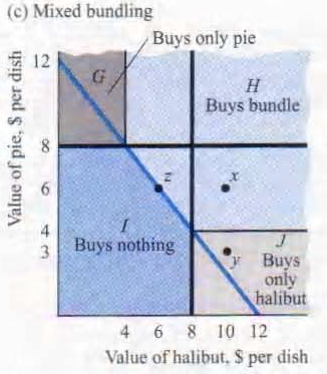 (c) Mixed bundling
Buys only pie
Value of pie, $ per dish
12
8
6
4
3
G
H
Buys bundle
z
x
I
Buys nothing
y
J
Buys
only
halibut
4 6 8 10 12
Value of halibut, $ per dish